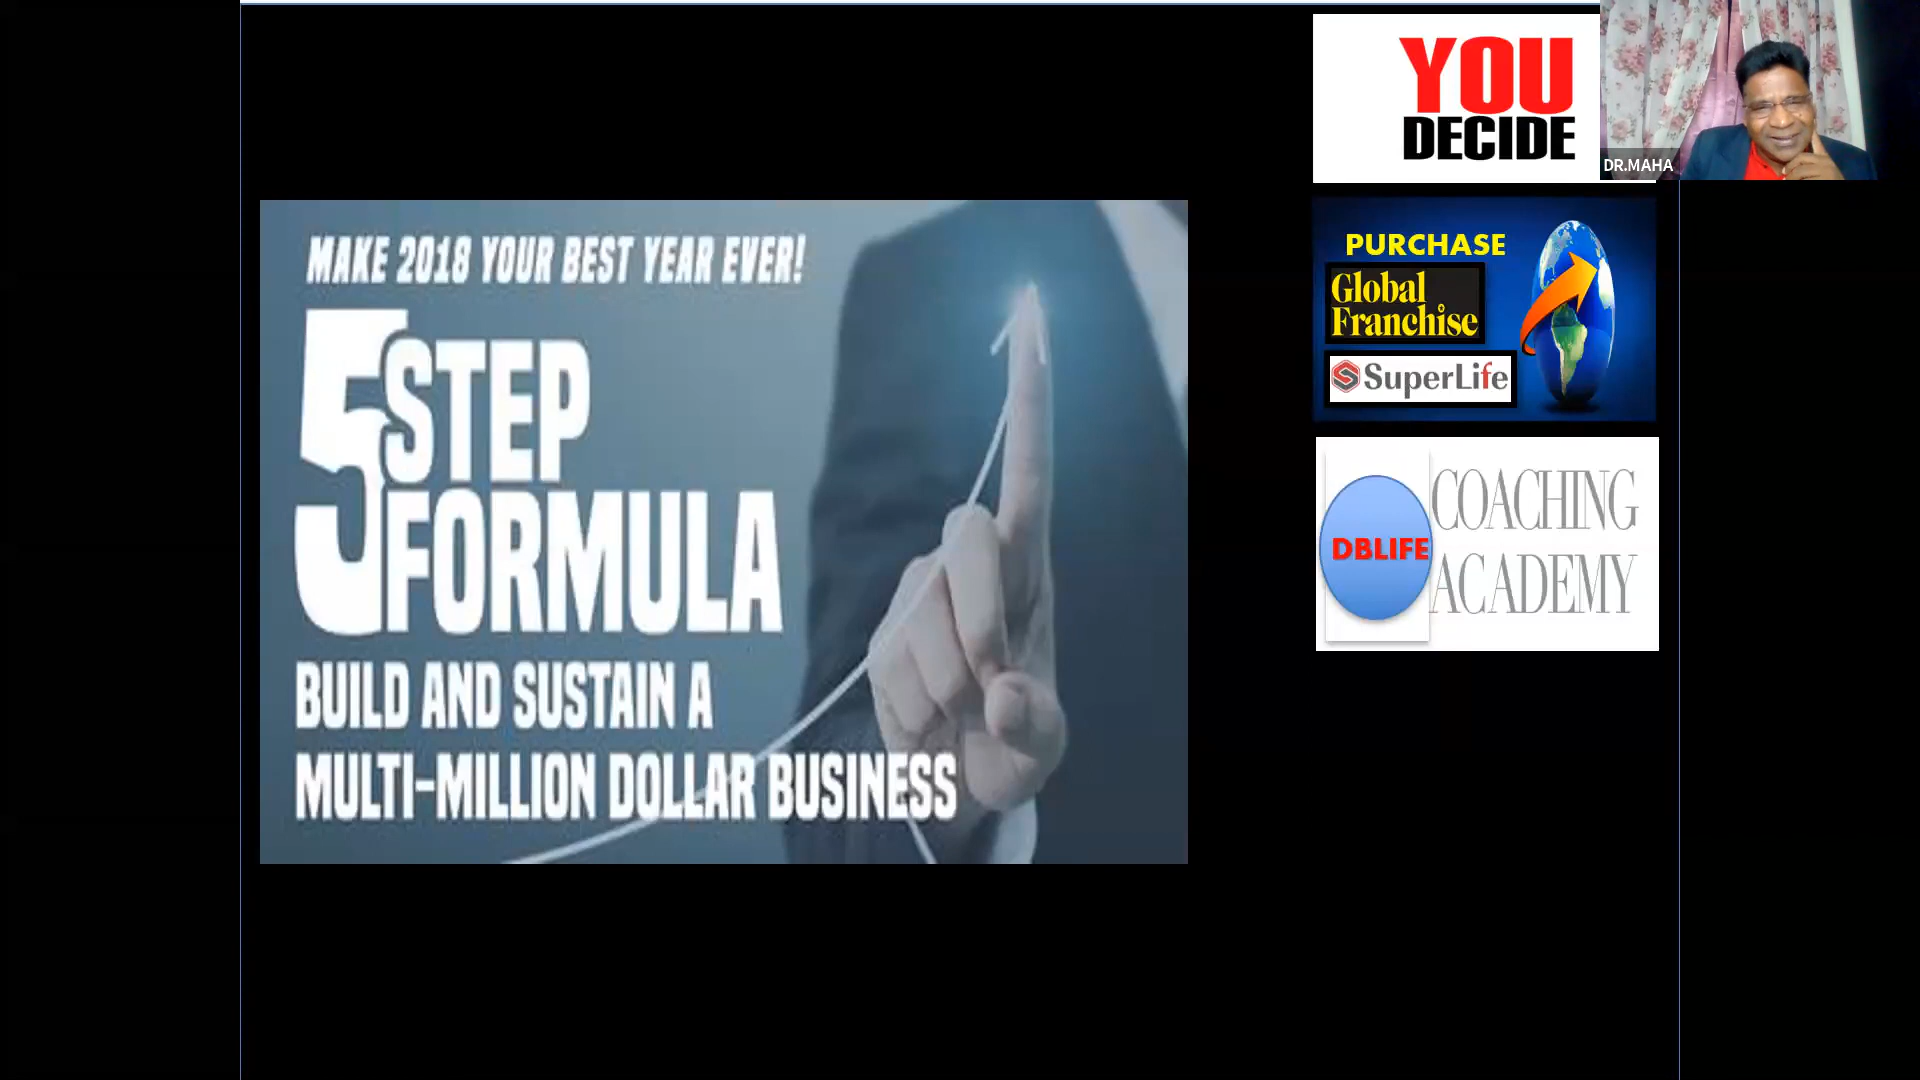 MAKE 2018 YOUR BEST YEAR EVER!
5 STEP
FORMULA
BUILD AND SUSTAIN A
MULTI-MILLION DOLLAR BUSINESS
YOU
DECIDE
DR.MAHA
PURCHASE
Global
Franchise
SuperLife
DBLIFE
COACHING
ACADEMY